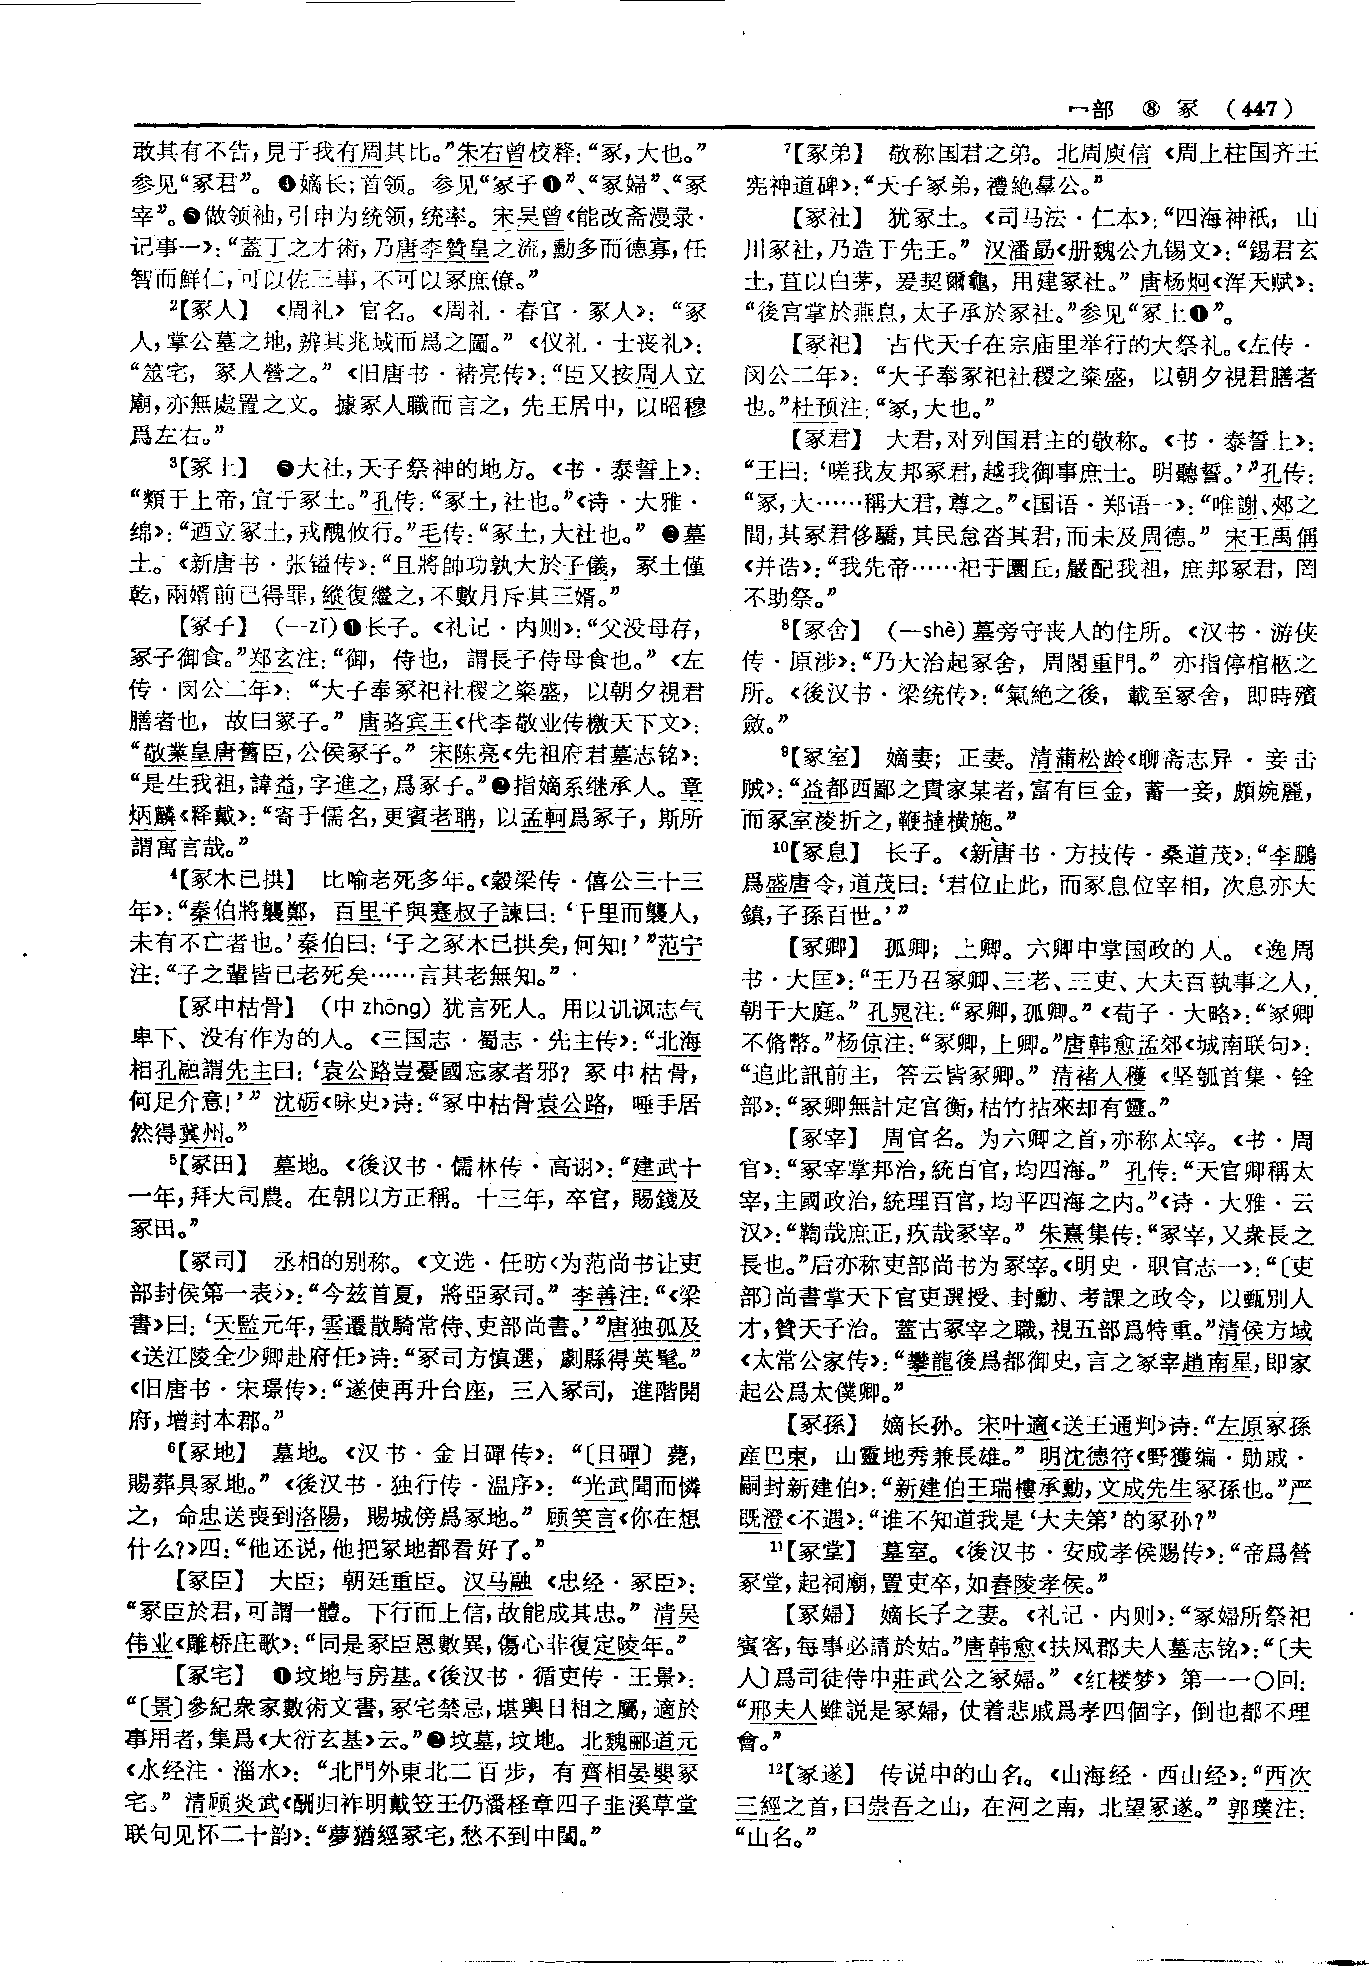 冖部 ⑧ 冢 (447)
敢其有不告，見于我有周其比。”朱右曾校释：“冢，大也。”
参见“冢君”。❹嫡长；首领。参见“冢子❶”、“冢婦”、“冢
宰”。❺做领袖，引申为统领，统率。宋吴曾《能改斋漫录·
记事一》：“蓋丁之才術，乃唐李贊皇之流，勳多而德寡，任
智而鮮仁，可以佐三事，不可以冢庶僚。”
²【冢人】 《周礼》官名。《周礼·春官·冢人》：“冢
人，掌公墓之地，辨其兆域而爲之圖。”《仪礼·士丧礼》：
“筮宅，冢人營之。”《旧唐书·褚亮传》：“臣又按周人立
廟，亦無處置之文。據冢人職而言之，先王居中，以昭穆
爲左右。”
³【冢土】 ❶大社，天子祭神的地方。《书·泰誓上》：
“類于上帝，宜于冢土。”孔传：“冢土，社也。”《诗·大雅·
绵》：“迺立冢土，戎醜攸行。”毛传：“冢土，大社也。” ❷墓
土。《新唐书·张镒传》：“且將帥功孰大於子儀，冢土僅
乾，兩婿前已得罪，縱復繼之，不數月斥其三婿。”
【冢子】 (—zǐ)❶长子。《礼记·内则》：“父没母存，
冢子御食。”郑玄注：“御，侍也，謂長子侍母食也。”《左
传·闵公二年》：“大子奉冢祀社稷之粢盛，以朝夕視君
膳者也，故曰冢子。” 唐骆宾王《代李敬业传檄天下文》：
“敬業皇唐舊臣，公侯冢子。” 宋陈亮《先祖府君墓志铭》：
“是生我祖，諱益，字進之，爲冢子。”❷指嫡系继承人。章
炳麟《释戴》：“寄于儒名，更賓老聃，以孟軻爲冢子，斯所
謂寓言哉。”
⁴【冢木已拱】 比喻老死多年。《穀梁传·僖公三十三
年》：“秦伯將襲鄭，百里子與蹇叔子諫曰：‘千里而襲人，
未有不亡者也。’秦伯曰：‘子之冢木已拱矣，何知！’”范宁
注：“子之輩皆已老死矣……言其老無知。”
【冢中枯骨】 (中 zhōng) 犹言死人。用以讥讽志气
卑下、没有作为的人。《三国志·蜀志·先主传》：“北海
相孔融謂先主曰：‘袁公路豈憂國忘家者邪？冢中枯骨，
何足介意！’” 沈砺《咏史》诗：“冢中枯骨袁公路，唾手居
然得冀州。”
⁵【冢田】 墓地。《後汉书·儒林传·高诩》：“建武十
一年，拜大司農。在朝以方正稱。十三年，卒官，賜錢及
冢田。”
【冢司】 丞相的别称。《文选·任昉〈为范尚书让吏
部封侯第一表〉》：“今兹首夏，將亞冢司。” 李善注：“《梁
書》曰：‘天監元年，雲遷散騎常侍、吏部尚書。’”唐独孤及
《送江陵全少卿赴府任》诗：“冢司方慎選，劇縣得英髦。”
《旧唐书·宋璟传》：“遂使再升台座，三入冢司，進階開
府，增封本郡。”
⁶【冢地】 墓地。《汉书·金日磾传》：“〔日磾〕薨，
賜葬具冢地。”《後汉书·独行传·温序》：“光武聞而憐
之，命忠送喪到洛陽，賜城傍爲冢地。” 顾笑言《你在想
什么？》四：“他还说，他把冢地都看好了。”
【冢臣】 大臣；朝廷重臣。汉马融《忠经·冢臣》：
“冢臣於君，可謂一體。下行而上信，故能成其忠。” 清吴
伟业《雕桥庄歌》：“同是冢臣恩數異，傷心非復定陵年。”
【冢宅】 ❶坟地与房基。《後汉书·循吏传·王景》：
“〔景〕參紀衆家數術文書，冢宅禁忌，堪輿日相之屬，適於
事用者，集爲《大衍玄基》云。”❷坟墓，坟地。北魏郦道元
《水经注·淄水》：“北門外東北二百步，有齊相晏嬰冢
宅。” 清顾炎武《酬归祚明戴笠王仍潘柽章四子韭溪草堂
联句见怀二十韵》：“夢猶經冢宅，愁不到中閨。”
⁷【冢弟】 敬称国君之弟。北周庾信《周上柱国齐王
宪神道碑》：“大子冢弟，禮絶羣公。”
【冢社】 犹冢土。《司马法·仁本》：“四海神祇，山
川冢社，乃造于先王。” 汉潘勗《册魏公九锡文》：“錫君玄
土，苴以白茅，爰契爾龜，用建冢社。” 唐杨炯《浑天赋》：
“後宫掌於燕息，太子承於冢社。”参见“冢土❶”。
【冢祀】 古代天子在宗庙里举行的大祭礼。《左传·
闵公二年》：“大子奉冢祀社稷之粢盛，以朝夕視君膳者
也。”杜预注：“冢，大也。”
【冢君】 大君，对列国君主的敬称。《书·泰誓上》：
“王曰：‘嗟我友邦冢君，越我御事庶士。明聽誓。’”孔传：
“冢，大……稱大君，尊之。”《国语·郑语一》：“唯謝、郟之
間，其冢君侈驕，其民怠沓其君，而未及周德。” 宋王禹偁
《并诰》：“我先帝……祀于圜丘，嚴配我祖，庶邦冢君，罔
不助祭。”
⁸【冢舍】 (—shè) 墓旁守丧人的住所。《汉书·游侠
传·原涉》：“乃大治起冢舍，周閣重門。” 亦指停棺柩之
所。《後汉书·梁统传》：“氣絶之後，載至冢舍，即時殯
斂。”
⁹【冢室】 嫡妻；正妻。清蒲松龄《聊斋志异·妾击
贼》：“益都西鄙之貴家某者，富有巨金，蓄一妾，頗婉麗，
而冢室凌折之，鞭撻横施。”
¹⁰【冢息】 长子。《新唐书·方技传·桑道茂》：“李鵬
爲盛唐令，道茂曰：‘君位止此，而冢息位宰相，次息亦大
鎮，子孫百世。’”
【冢卿】 孤卿；上卿。六卿中掌国政的人。《逸周
书·大匡》：“王乃召冢卿、三老、三吏、大夫百執事之人，
朝于大庭。” 孔晁注：“冢卿，孤卿。”《荀子·大略》：“冢卿
不脩幣。”杨倞注：“冢卿，上卿。”唐韩愈孟郊《城南联句》：
“追此訊前主，答云皆冢卿。” 清褚人穫《坚瓠首集·铨
部》：“冢卿無計定官衡，枯竹拈來却有靈。”
【冢宰】 周官名。为六卿之首，亦称太宰。《书·周
官》：“冢宰掌邦治，統百官，均四海。” 孔传：“天官卿稱太
宰，主國政治，統理百官，均平四海之内。”《诗·大雅·云
汉》：“鞫哉庶正，疚哉冢宰。” 朱熹集传：“冢宰，又衆長之
長也。”后亦称吏部尚书为冢宰。《明史·职官志一》：“〔吏
部〕尚書掌天下官吏選授、封勳、考課之政令，以甄别人
才，贊天子治。蓋古冢宰之職，視五部爲特重。”清侯方域
《太常公家传》：“攀龍後爲都御史，言之冢宰趙南星，即家
起公爲太僕卿。”
【冢孫】 嫡长孙。宋叶適《送王通判》诗：“左原冢孫
産巴東，山靈地秀兼長雄。” 明沈德符《野獲编·勋戚·
嗣封新建伯》：“新建伯王瑞樓承勳，文成先生冢孫也。”严
既澄《不遇》：“谁不知道我是‘大夫第’的冢孙？”
¹¹【冢堂】 墓室。《後汉书·安成孝侯赐传》：“帝爲營
冢堂，起祠廟，置吏卒，如舂陵孝侯。”
【冢婦】 嫡长子之妻。《礼记·内则》：“冢婦所祭祀
賓客，每事必請於姑。”唐韩愈《扶风郡夫人墓志铭》：“〔夫
人〕爲司徒侍中莊武公之冢婦。”《红楼梦》第一一〇回：
“邢夫人雖説是冢婦，仗着悲戚爲孝四個字，倒也都不理
會。”
¹²【冢遂】 传说中的山名。《山海经·西山经》：“西次
三經之首，曰崇吾之山，在河之南，北望冢遂。” 郭璞注：
“山名。”